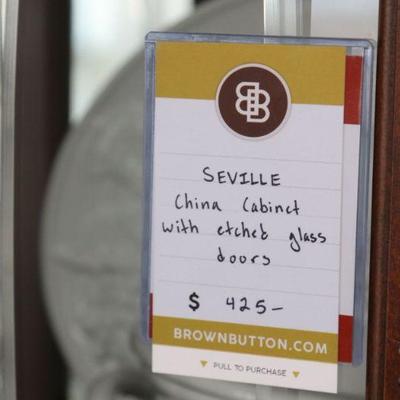 BB
SEVILLE
China Cabinet
with etched glass
doors
$ 425-
BROWNBUTTON.COM
PULL TO PURCHASE